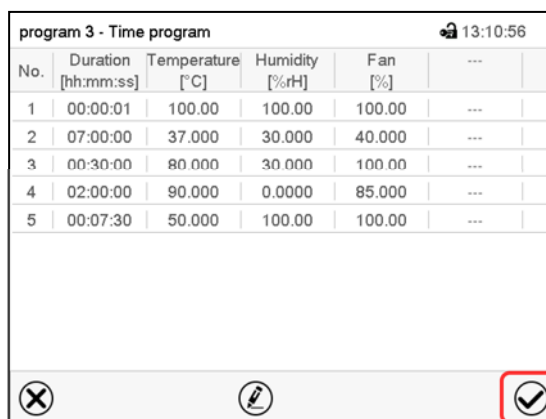 program 3 - Time program 13:10:56
No. Duration [hh:mm:ss] Temperature [°C] Humidity [%rH] Fan [%] ---
1 00:00:01 100.00 100.00 100.00 ---
2 07:00:00 37.000 30.000 40.000 ---
3 00:30:00 80.000 30.000 100.00 ---
4 02:00:00 90.000 0.0000 85.000 ---
5 00:07:30 50.000 100.00 100.00 ---